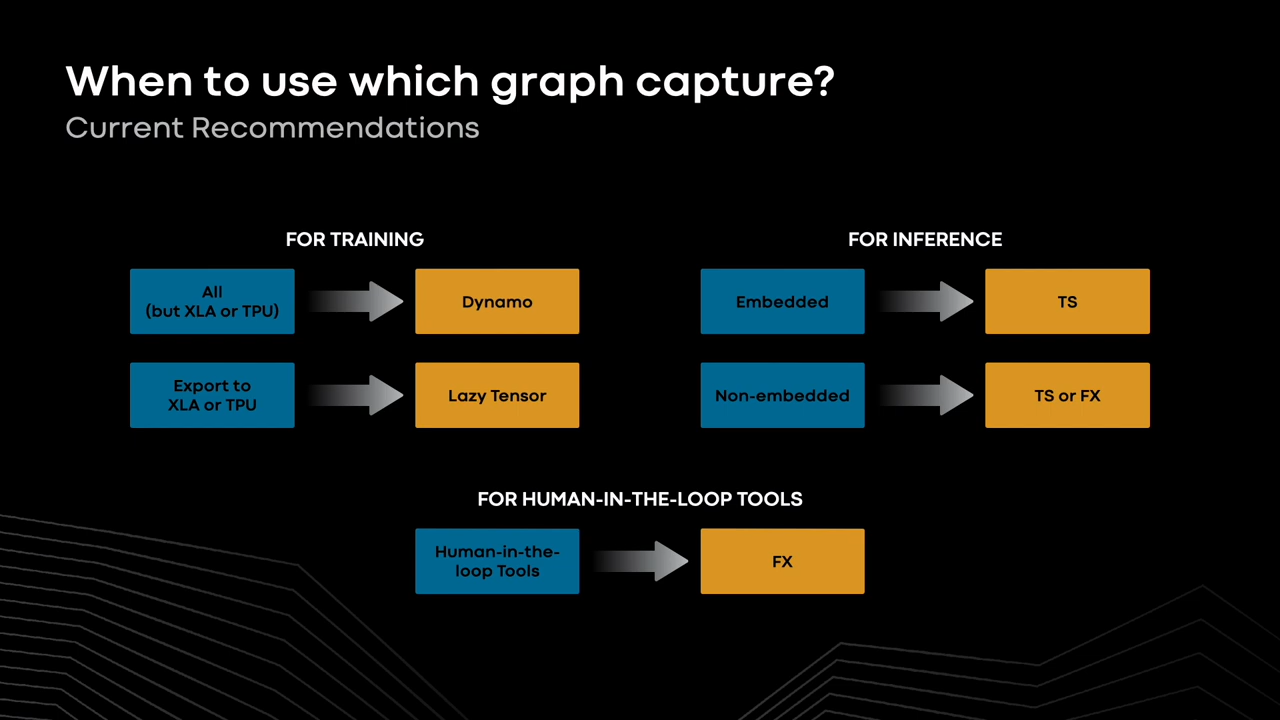 When to use which graph capture?
Current Recommendations
FOR TRAINING
All
(but XLA or TPU)
Dynamo
Export to
XLA or TPU
Lazy Tensor
FOR INFERENCE
Embedded
TS
Non-embedded
TS or FX
FOR HUMAN-IN-THE-LOOP TOOLS
Human-in-the-
loop Tools
FX